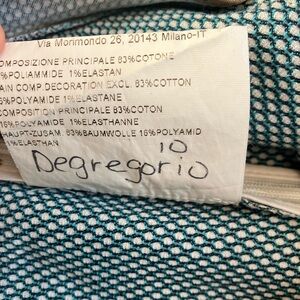 Via Morimondo 26, 20143 Milano-IT
COMPOSIZIONE PRINCIPALE 83%COTONE
%POLIAMMIDE 1%ELASTAN
AIN COMP.DECORATION EXCL. 83%COTTON
6%POLYAMIDE 1%ELASTANE
COMPOSITION PRINCIPALE 83%COTON
16%POLYAMIDE 1%ELASTHANNE
HAUPT-ZUSAM. 83%BAUMWOLLE 16%POLYAMID
1%ELASTHAN
10
Degregorio